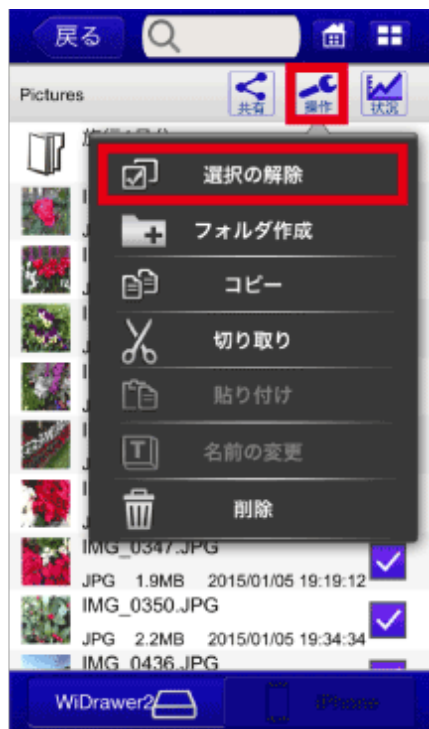 戻る
Pictures
共有
操作
状況
選択の解除
フォルダ作成
コピー
切り取り
貼り付け
名前の変更
削除
IMG_0347.JPG
JPG 1.9MB 2015/01/05 19:19:12
IMG_0350.JPG
JPG 2.2MB 2015/01/05 19:34:34
IMG_0436.JPG
WiDrawer2
iPhone